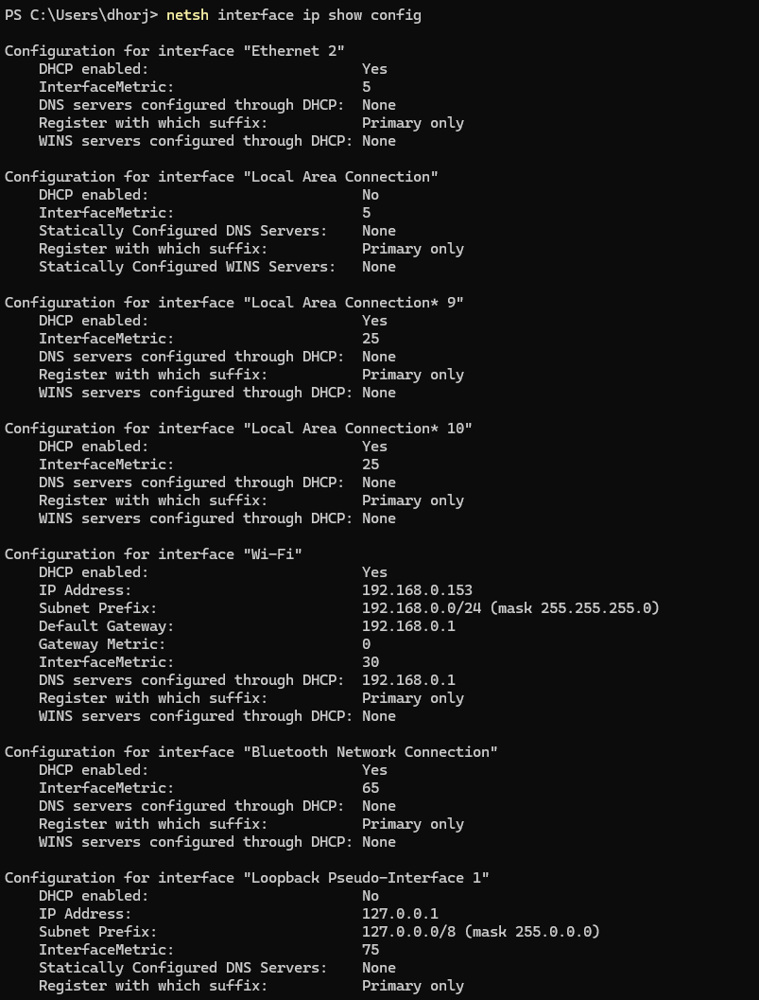 PS C:\Users\dhorj> netsh interface ip show config

Configuration for interface "Ethernet 2"
    DHCP enabled:                         Yes
    InterfaceMetric:                      5
    DNS servers configured through DHCP:  None
    Register with which suffix:           Primary only
    WINS servers configured through DHCP: None

Configuration for interface "Local Area Connection"
    DHCP enabled:                         No
    InterfaceMetric:                      5
    Statically Configured DNS Servers:    None
    Register with which suffix:           Primary only
    Statically Configured WINS Servers:   None

Configuration for interface "Local Area Connection* 9"
    DHCP enabled:                         Yes
    InterfaceMetric:                      25
    DNS servers configured through DHCP:  None
    Register with which suffix:           Primary only
    WINS servers configured through DHCP: None

Configuration for interface "Local Area Connection* 10"
    DHCP enabled:                         Yes
    InterfaceMetric:                      25
    DNS servers configured through DHCP:  None
    Register with which suffix:           Primary only
    WINS servers configured through DHCP: None

Configuration for interface "Wi-Fi"
    DHCP enabled:                         Yes
    IP Address:                           192.168.0.153
    Subnet Prefix:                        192.168.0.0/24 (mask 255.255.255.0)
    Default Gateway:                      192.168.0.1
    Gateway Metric:                       0
    InterfaceMetric:                      30
    DNS servers configured through DHCP:  192.168.0.1
    Register with which suffix:           Primary only
    WINS servers configured through DHCP: None

Configuration for interface "Bluetooth Network Connection"
    DHCP enabled:                         Yes
    InterfaceMetric:                      65
    DNS servers configured through DHCP:  None
    Register with which suffix:           Primary only
    WINS servers configured through DHCP: None

Configuration for interface "Loopback Pseudo-Interface 1"
    DHCP enabled:                         No
    IP Address:                           127.0.0.1
    Subnet Prefix:                        127.0.0.0/8 (mask 255.0.0.0)
    InterfaceMetric:                      75
    Statically Configured DNS Servers:    None
    Register with which suffix:           Primary only